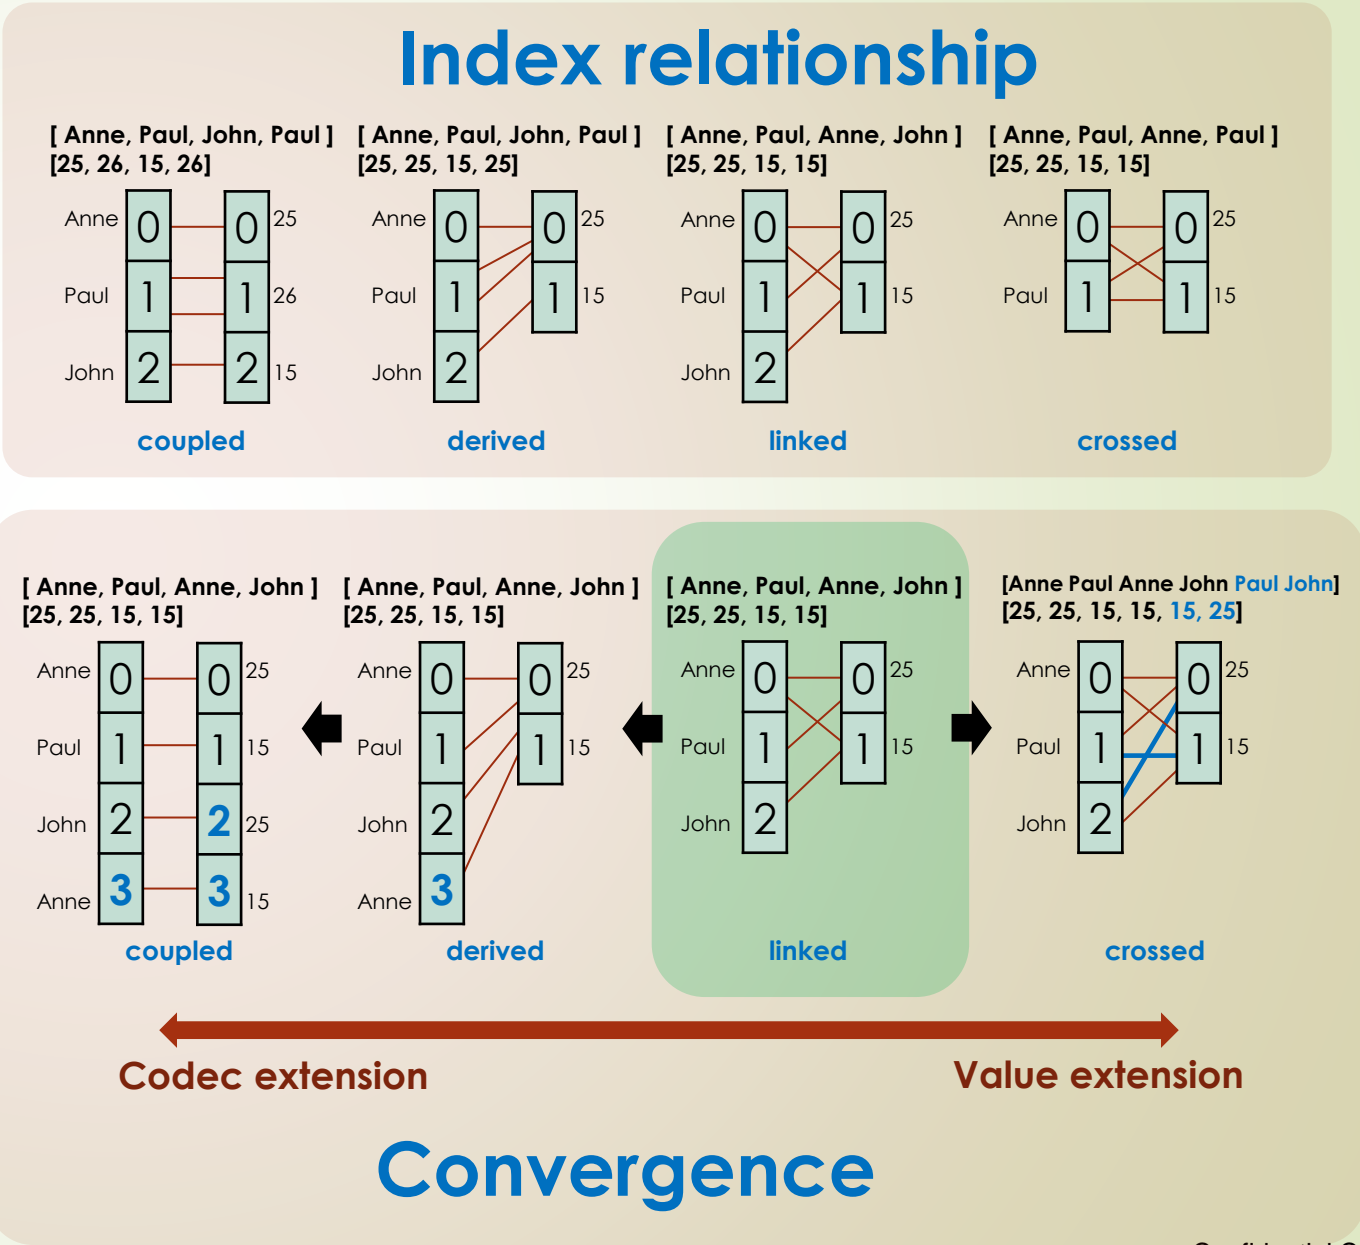 Index relationship
[ Anne, Paul, John, Paul ]
[25, 26, 15, 26]
Anne 0 0 25
Paul 1 1 26
John 2 2 15
coupled
[ Anne, Paul, John, Paul ]
[25, 25, 15, 25]
Anne 0 0 25
Paul 1 1 15
John 2
derived
[ Anne, Paul, Anne, John ]
[25, 25, 15, 15]
Anne 0 0 25
Paul 1 1 15
John 2
linked
[ Anne, Paul, Anne, Paul ]
[25, 25, 15, 15]
Anne 0 0 25
Paul 1 1 15
crossed
[ Anne, Paul, Anne, John ]
[25, 25, 15, 15]
Anne 0 0 25
Paul 1 1 15
John 2 2 25
Anne 3 3 15
coupled
[ Anne, Paul, Anne, John ]
[25, 25, 15, 15]
Anne 0 0 25
Paul 1 1 15
John 2
Anne 3
derived
[ Anne, Paul, Anne, John ]
[25, 25, 15, 15]
Anne 0 0 25
Paul 1 1 15
John 2
linked
[Anne Paul Anne John Paul John]
[25, 25, 15, 15, 15, 25]
Anne 0 0 25
Paul 1 1 15
John 2
crossed
Codec extension
Value extension
Convergence